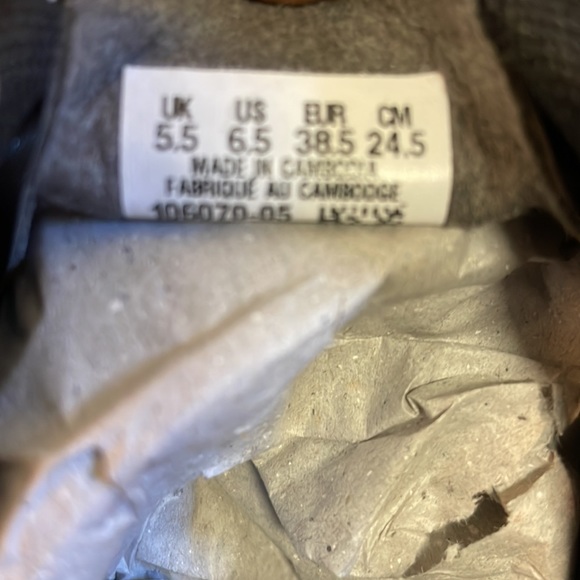 UK US EUR CM
5.5 6.5 38.5 24.5
MADE IN CAMBODIA
FABRIQUÉ AU CAMBODGE
106070-05